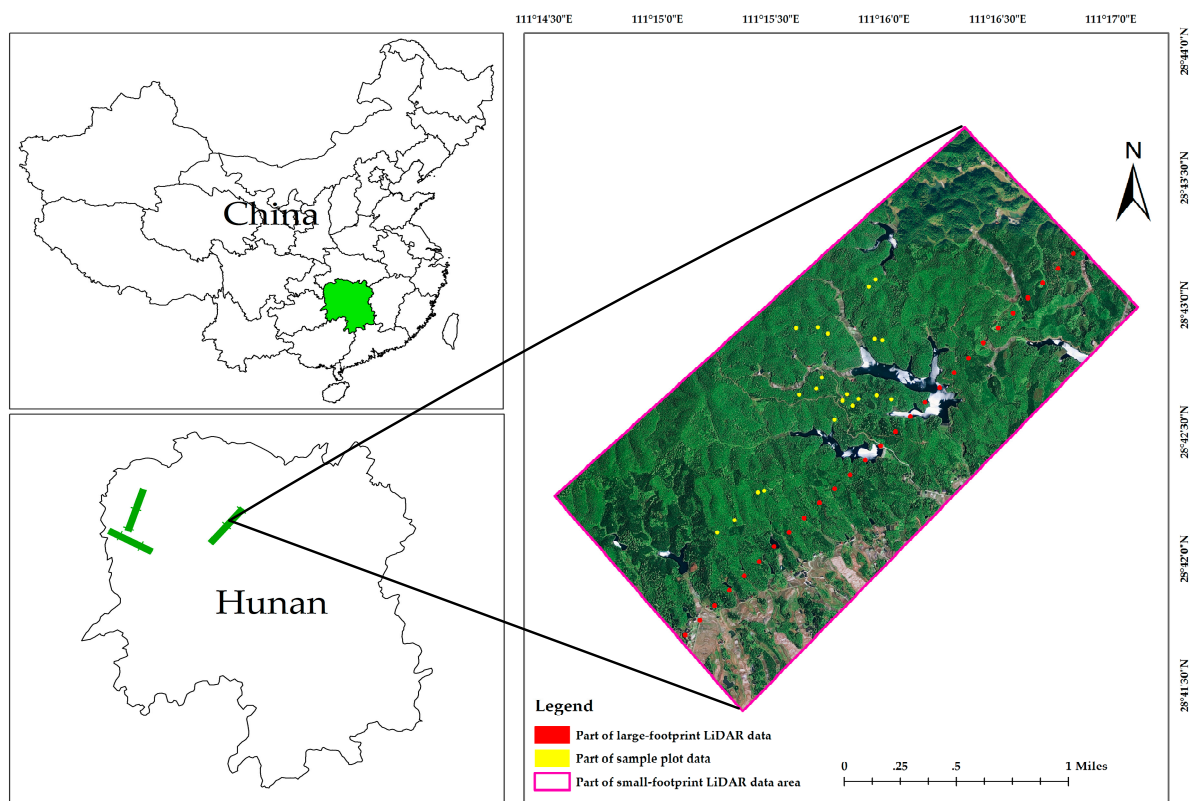 111°14'30"E 111°15'0"E 111°15'30"E 111°16'0"E 111°16'30"E 111°17'0"E
28°44'0"N
28°43'30"N
28°43'0"N
28°42'30"N
28°42'0"N
28°41'30"N
China
Hunan
N
Legend
Part of large-footprint LiDAR data
Part of sample plot data
Part of small-footprint LiDAR data area
0 .25 .5 1 Miles